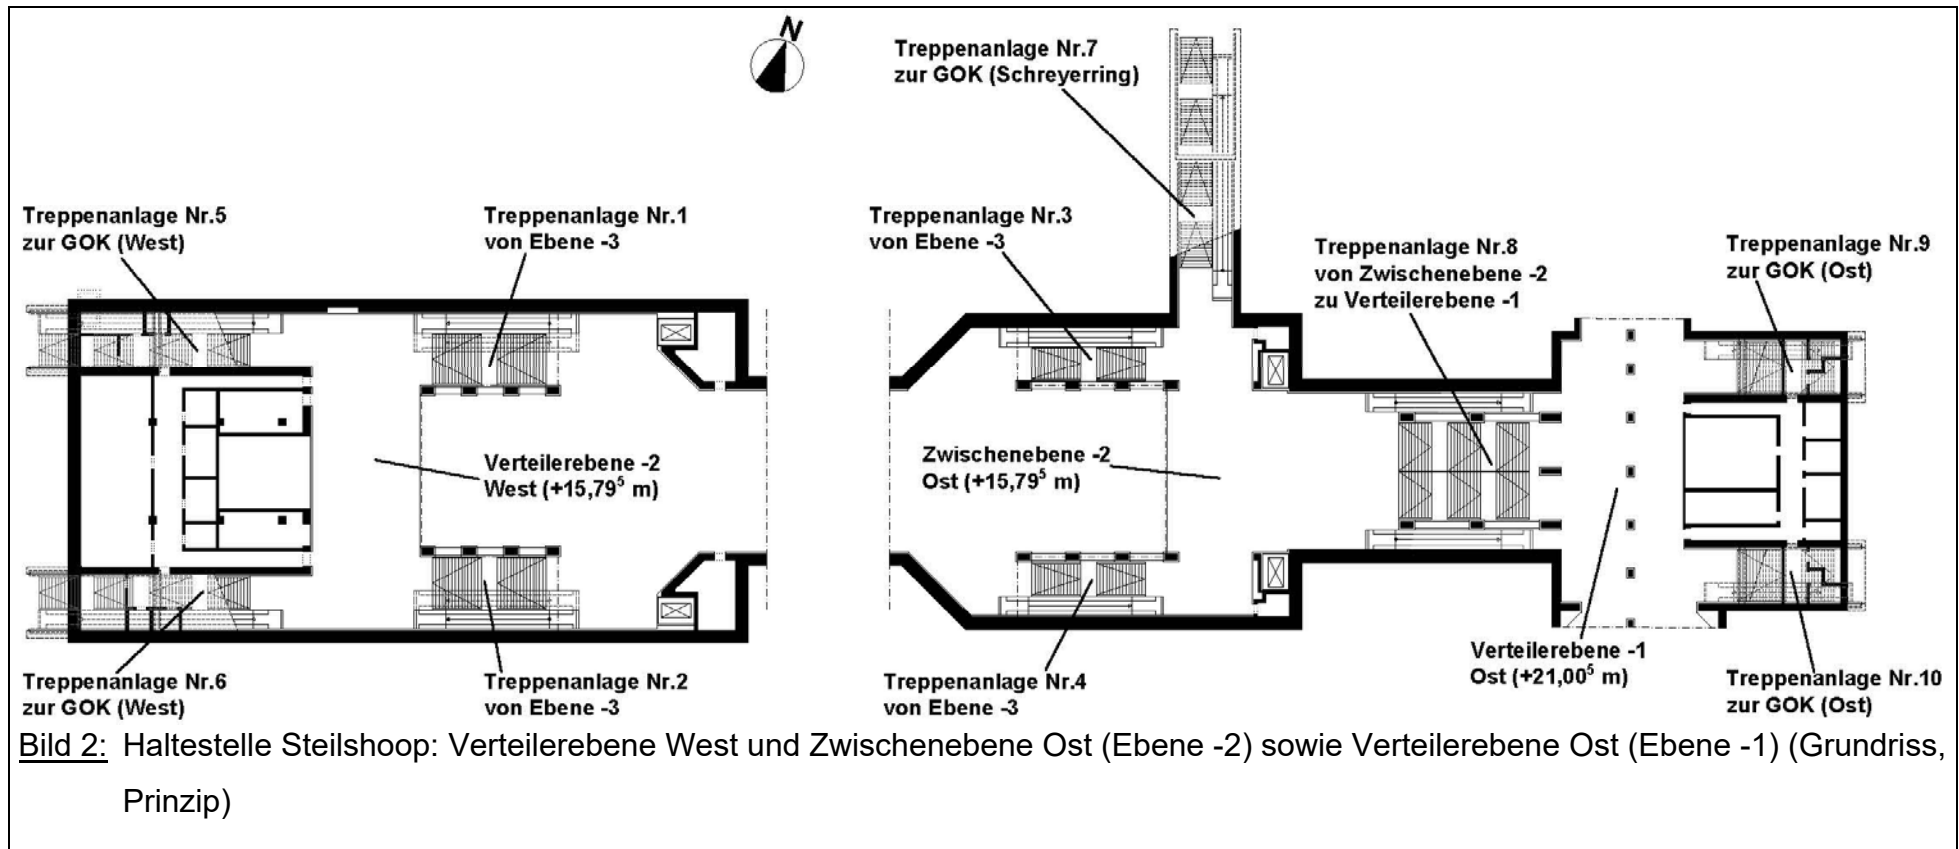 N
Treppenanlage Nr.7
zur GOK (Schreyerring)
Treppenanlage Nr.5
zur GOK (West)
Treppenanlage Nr.1
von Ebene -3
Treppenanlage Nr.3
von Ebene -3
Treppenanlage Nr.8
von Zwischenebene -2
zu Verteilerebene -1
Treppenanlage Nr.9
zur GOK (Ost)
Verteilerebene -2
West (+15,79⁵ m)
Zwischenebene -2
Ost (+15,79⁵ m)
Verteilerebene -1
Ost (+21,00⁵ m)
Treppenanlage Nr.6
zur GOK (West)
Treppenanlage Nr.2
von Ebene -3
Treppenanlage Nr.4
von Ebene -3
Treppenanlage Nr.10
zur GOK (Ost)
Bild 2: Haltestelle Steilshoop: Verteilerebene West und Zwischenebene Ost (Ebene -2) sowie Verteilerebene Ost (Ebene -1) (Grundriss,
Prinzip)